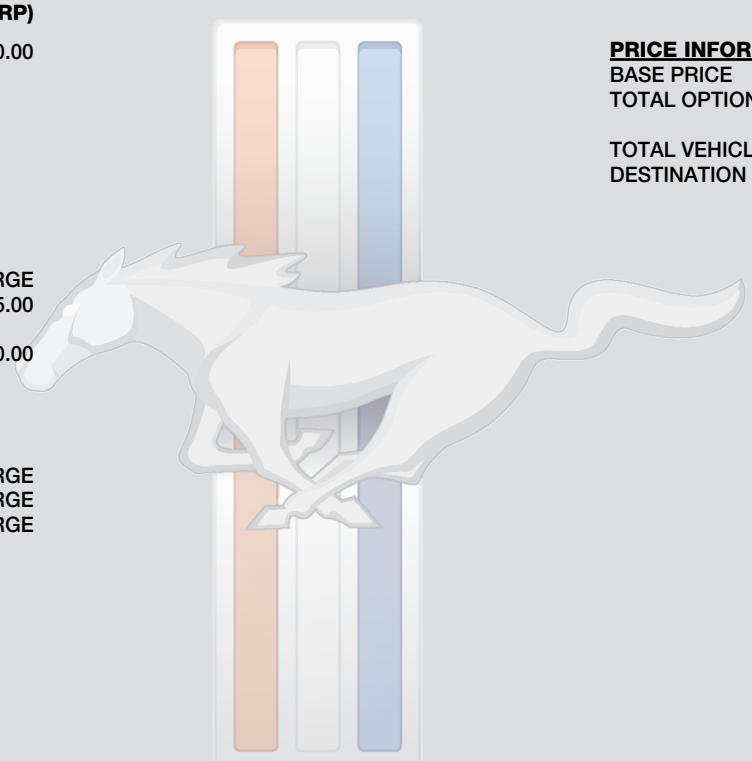 RP)
0.00
RGE
5.00
0.00
RGE
RGE
RGE
PRICE INFOR
BASE PRICE
TOTAL OPTION
TOTAL VEHICL
DESTINATION